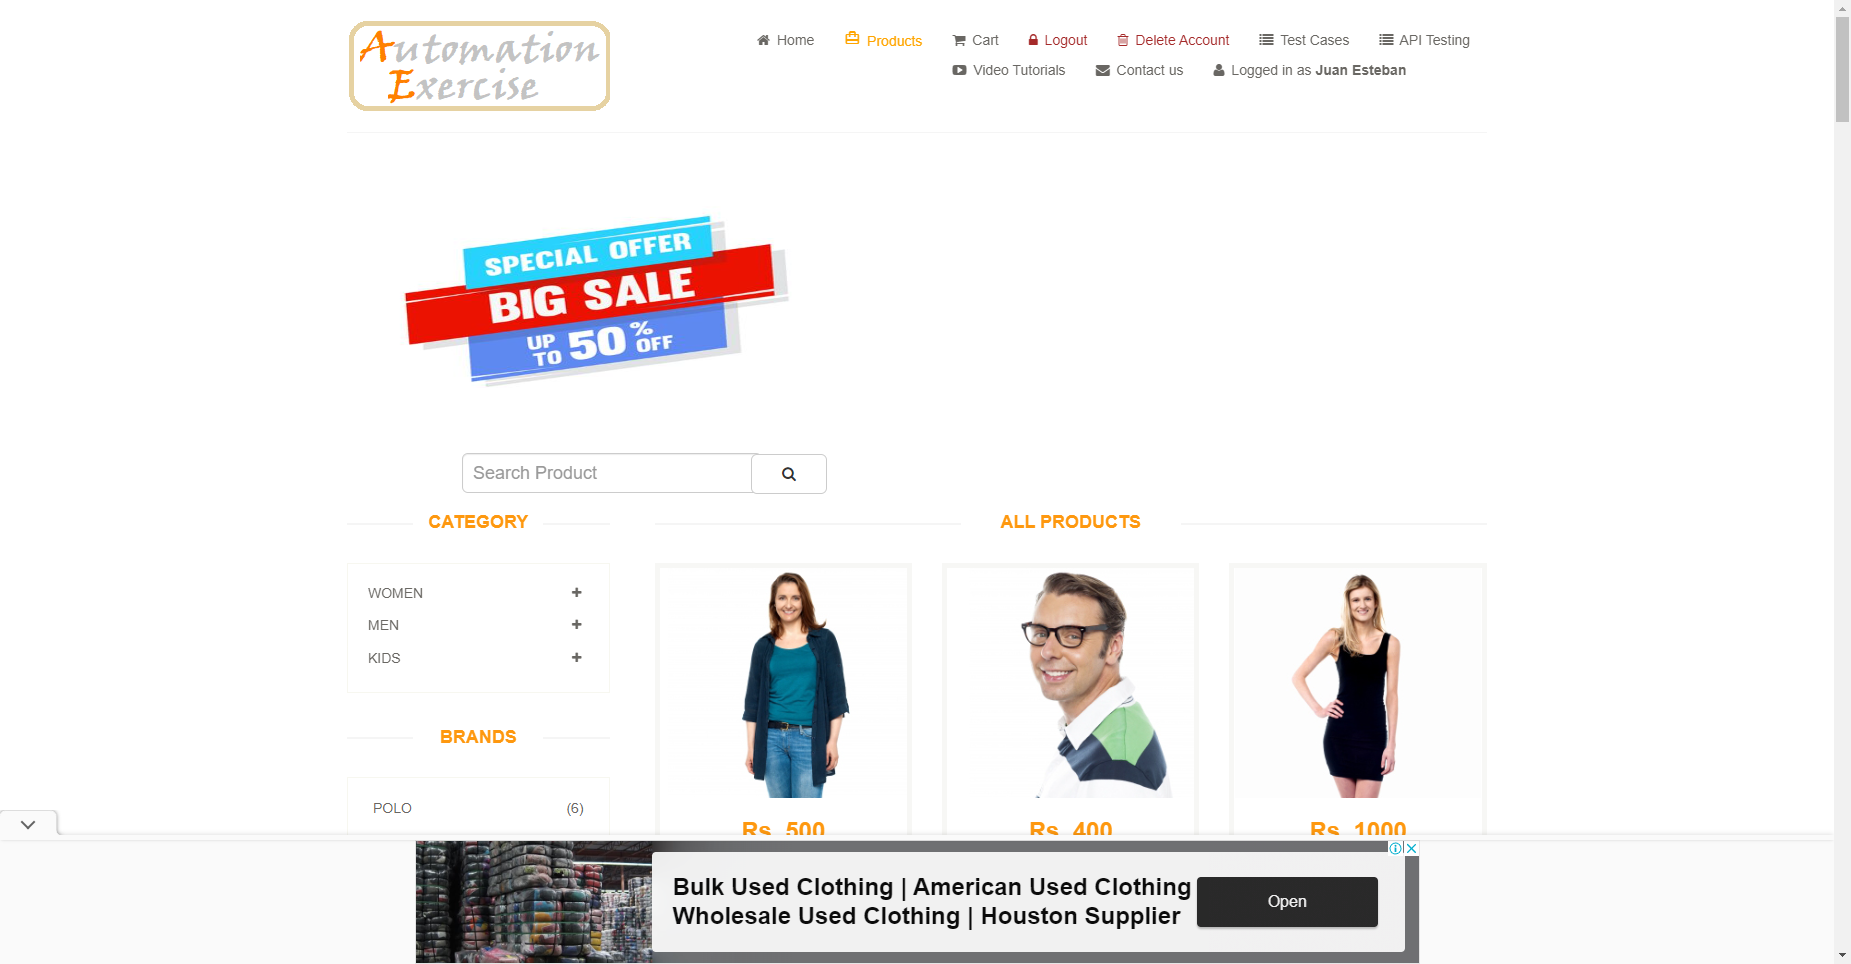 Automation
Exercise
Home
Products
Cart
Logout
Delete Account
Test Cases
API Testing
Video Tutorials
Contact us
Logged in as Juan Esteban
SPECIAL OFFER
BIG SALE
UP TO 50% OFF
Search Product
CATEGORY
ALL PRODUCTS
WOMEN
MEN
KIDS
BRANDS
POLO (6)
Rs. 500
Rs. 400
Rs. 1000
Bulk Used Clothing | American Used Clothing
Wholesale Used Clothing | Houston Supplier
Open